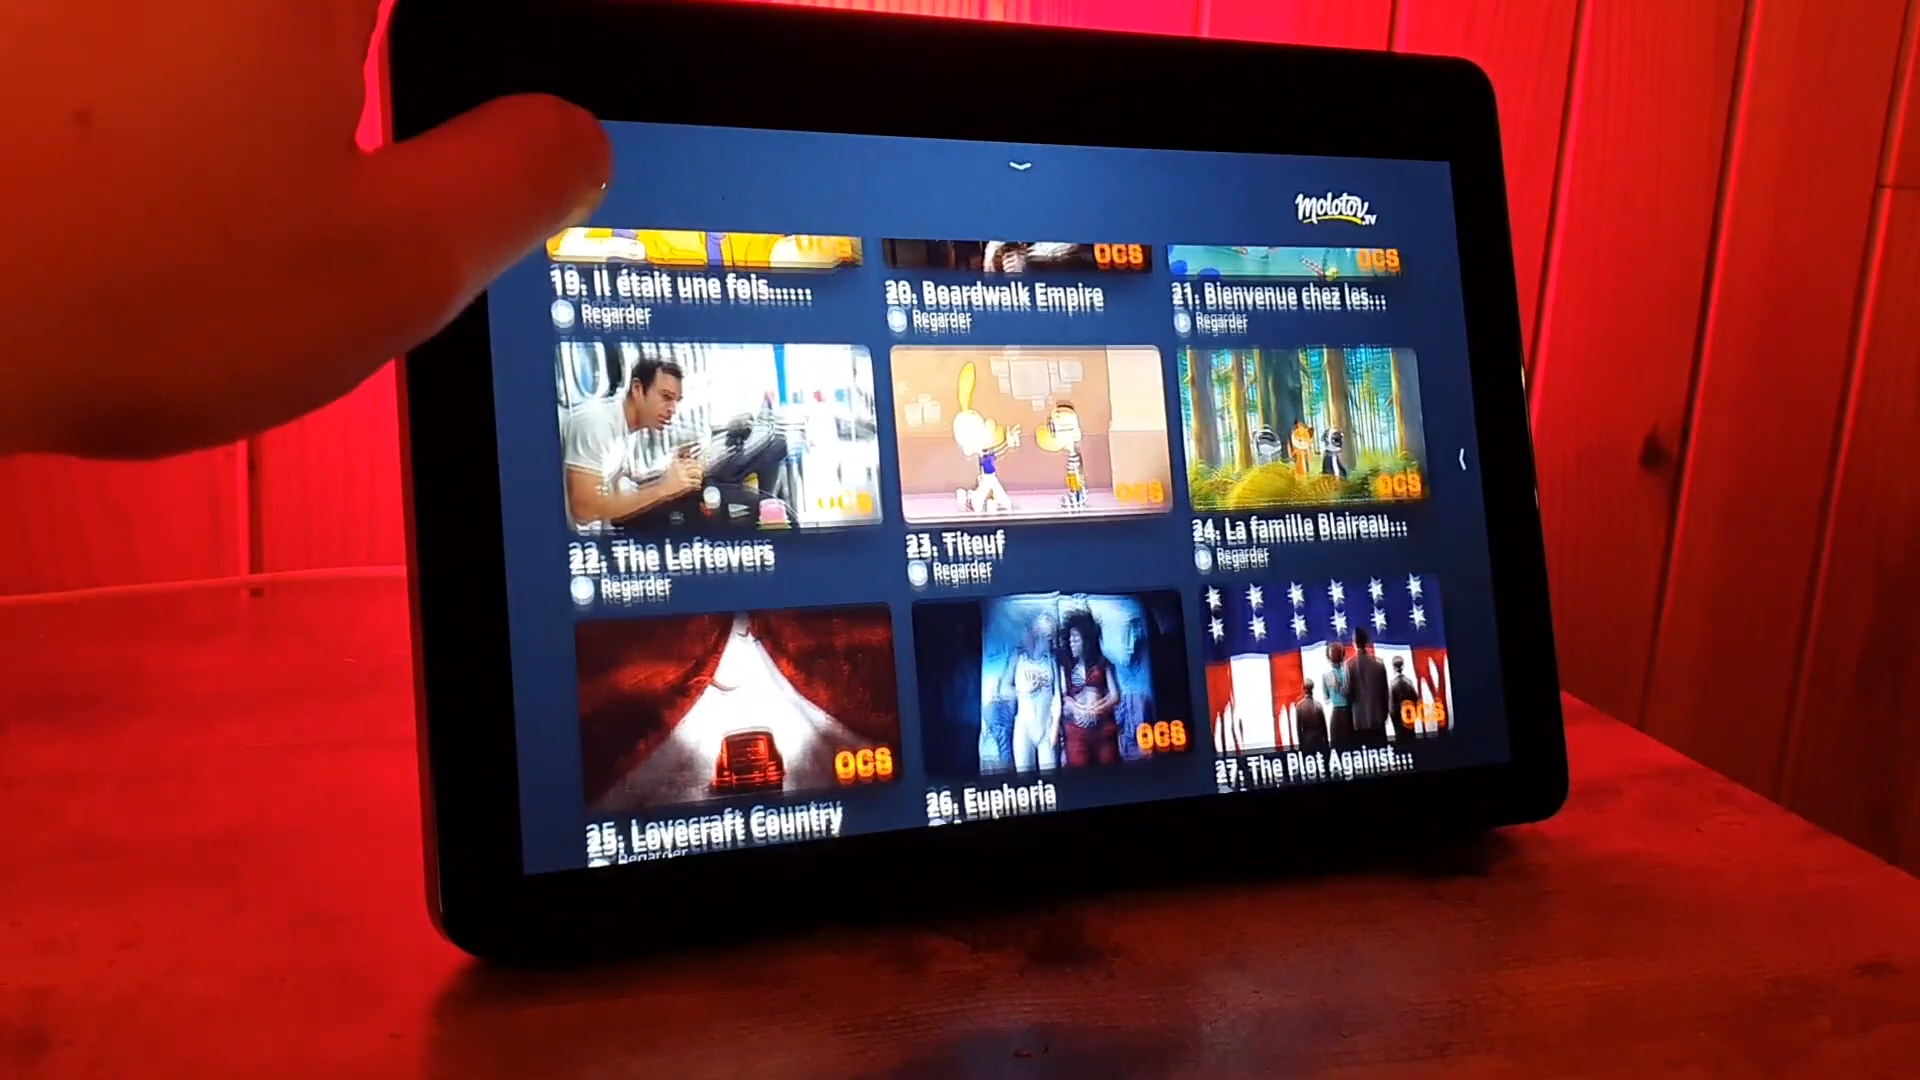 Molotov.TV
OCS
OCS
OCS
19. Il était une fois......
20. Boardwalk Empire
21. Bienvenue chez les...
Regarder
Regarder
Regarder
OCS
OCS
OCS
22. The Leftovers
23. Titeuf
24. La famille Blaireau...
Regarder
Regarder
Regarder
OCS
OCS
OCS
25. Lovecraft Country
26. Euphoria
27. The Plot Against...
Regarder